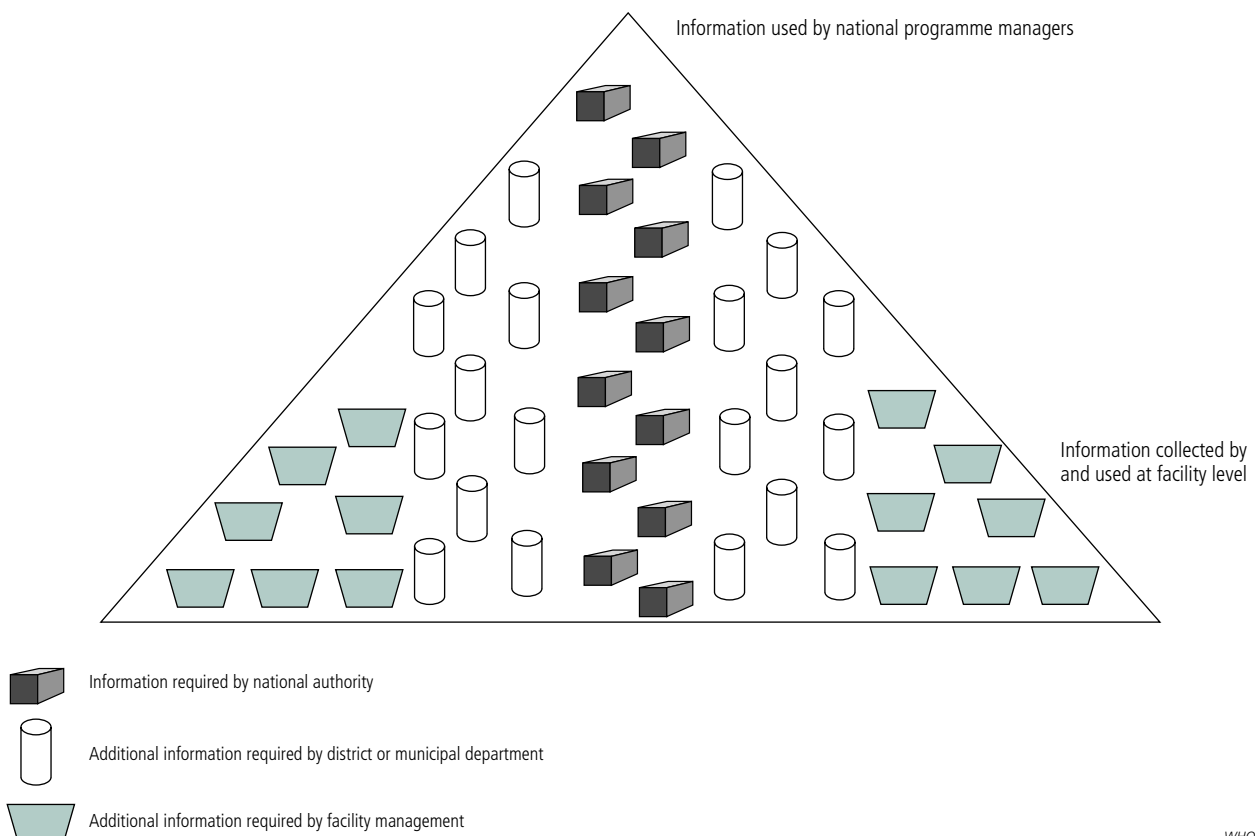 Information used by national programme managers
Information collected by
and used at facility level
Information required by national authority
Additional information required by district or municipal department
Additional information required by facility management
WHO